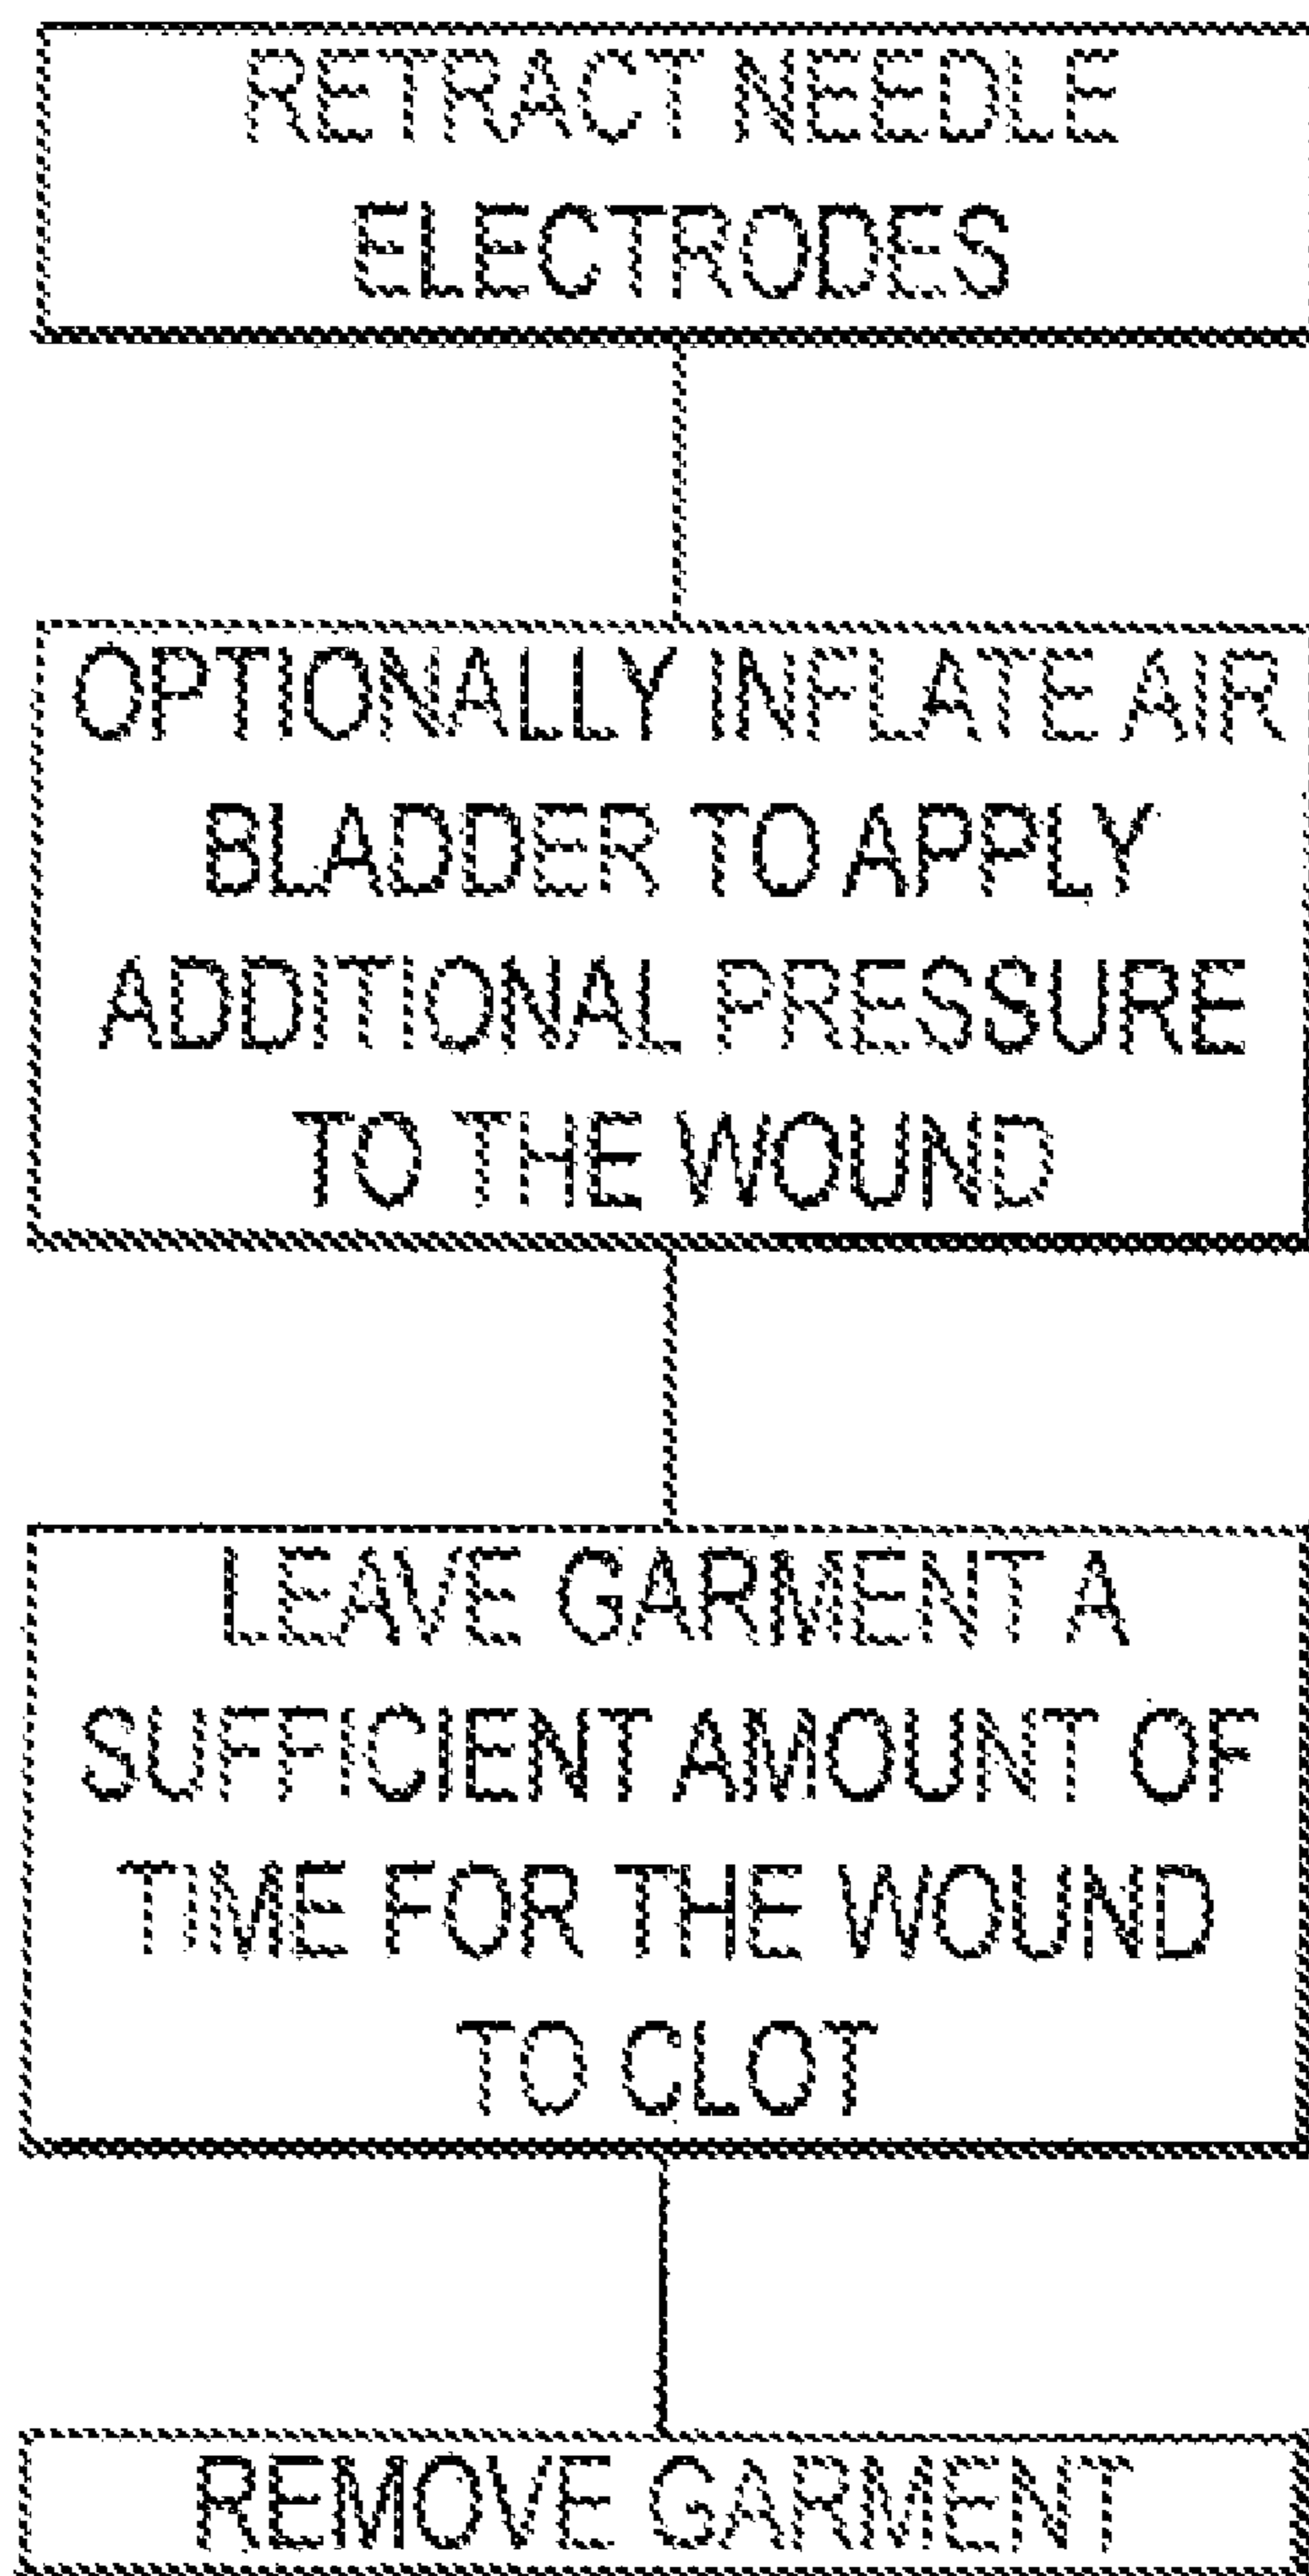 RETRACT NEEDLE
ELECTRODES
OPTIONALLY INFLATE AIR
BLADDER TO APPLY
ADDITIONAL PRESSURE
TO THE WOUND
LEAVE GARMENT A
SUFFICIENT AMOUNT OF
TIME FOR THE WOUND
TO CLOT
REMOVE GARMENT